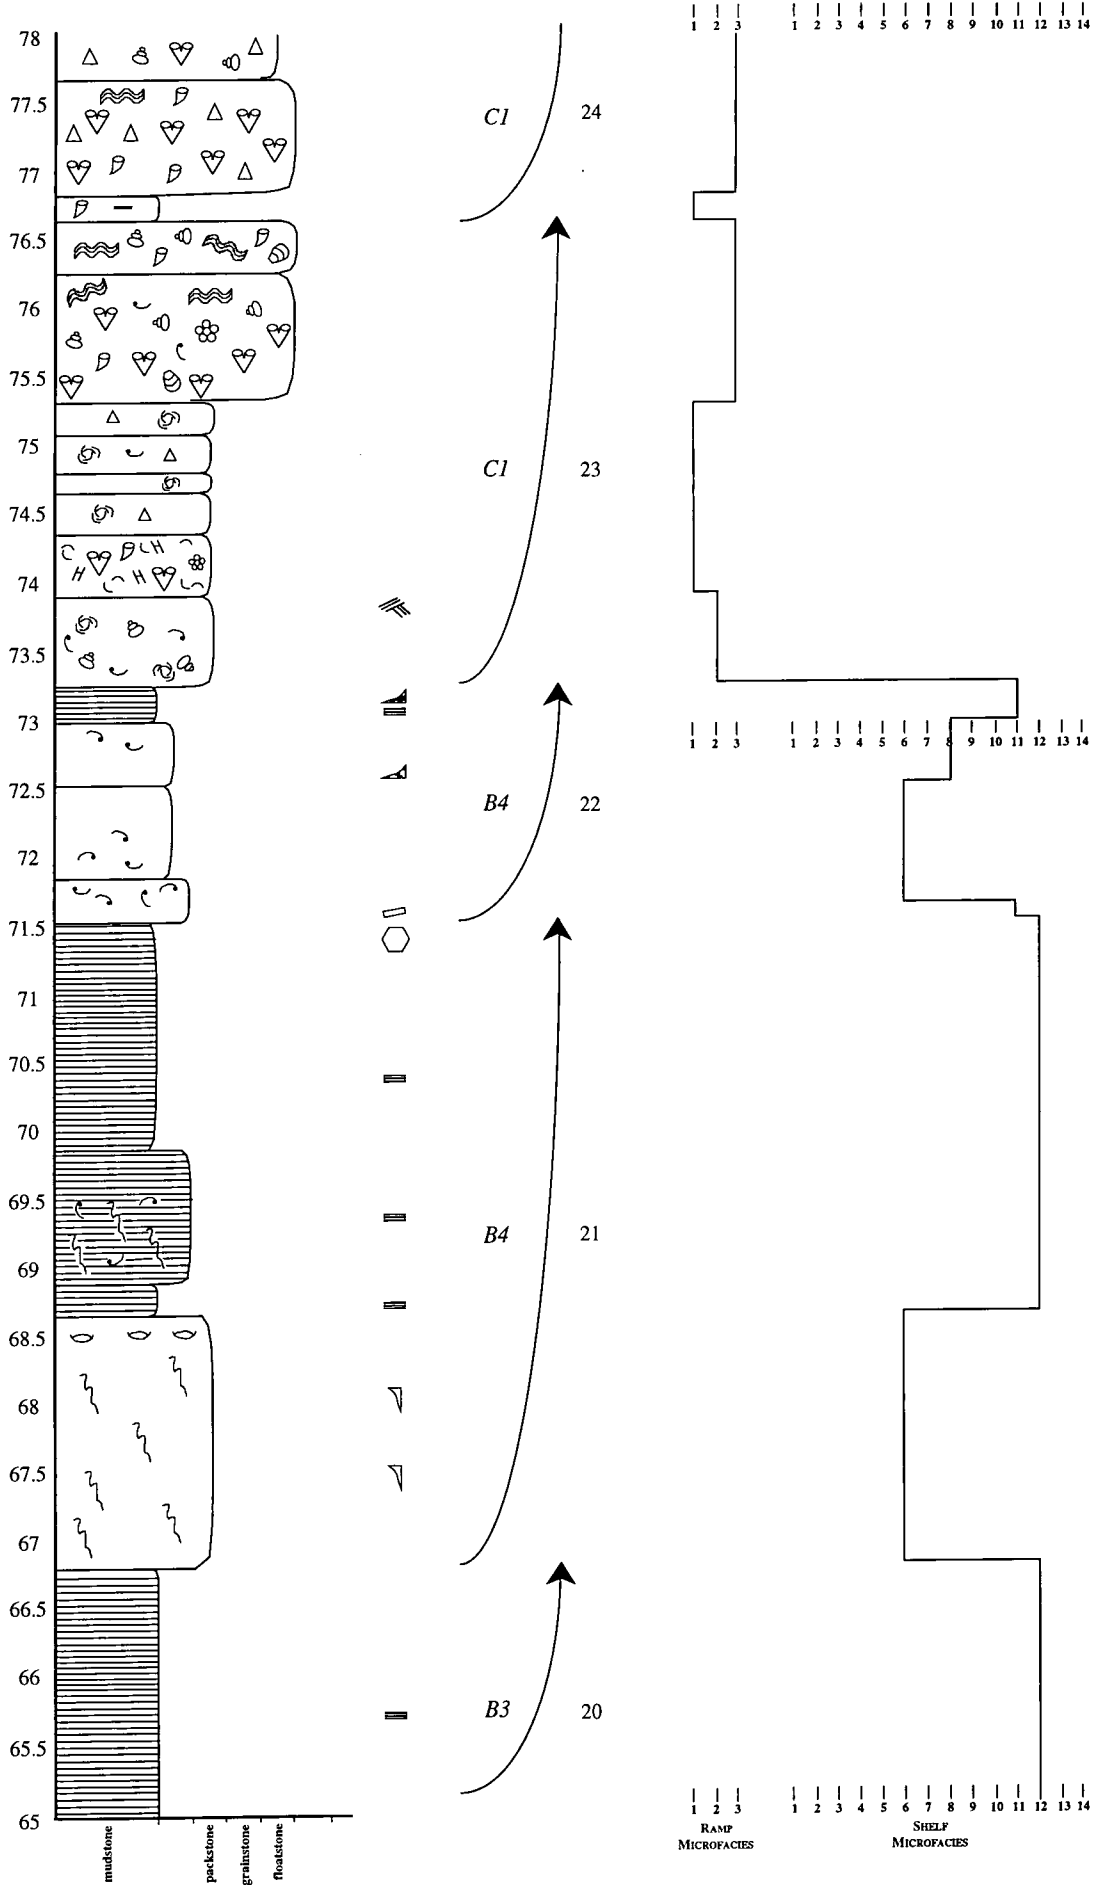 1 2 3 1 2 3 4 5 6 7 8 9 10 11 12 13 14
78
77.5
C1 24
77
76.5
76
75.5
75
C1 23
74.5
74
73.5
73
1 2 3 1 2 3 4 5 6 7 8 9 10 11 12 13 14
72.5
B4 22
72
71.5
71
70.5
70
69.5
B4 21
69
68.5
68
67.5
67
66.5
66
B3 20
65.5
65
1 2 3 1 2 3 4 5 6 7 8 9 10 11 12 13 14
mudstone packstone grainstone floatstone
RAMP
MICROFACIES
SHELF
MICROFACIES